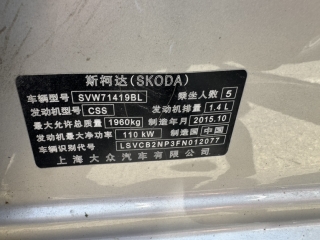 斯柯达(SKODA)
车辆型号 SVW71419BL 乘坐人数 5
发动机型号 CSS 发动机排量 1.4 L
最大允许总质量 1960kg 制造年月 2015.10
发动机最大净功率 110 kW 制造国 中国
车辆识别代号 LSVCB2NP3FN012077
上海大众汽车有限公司